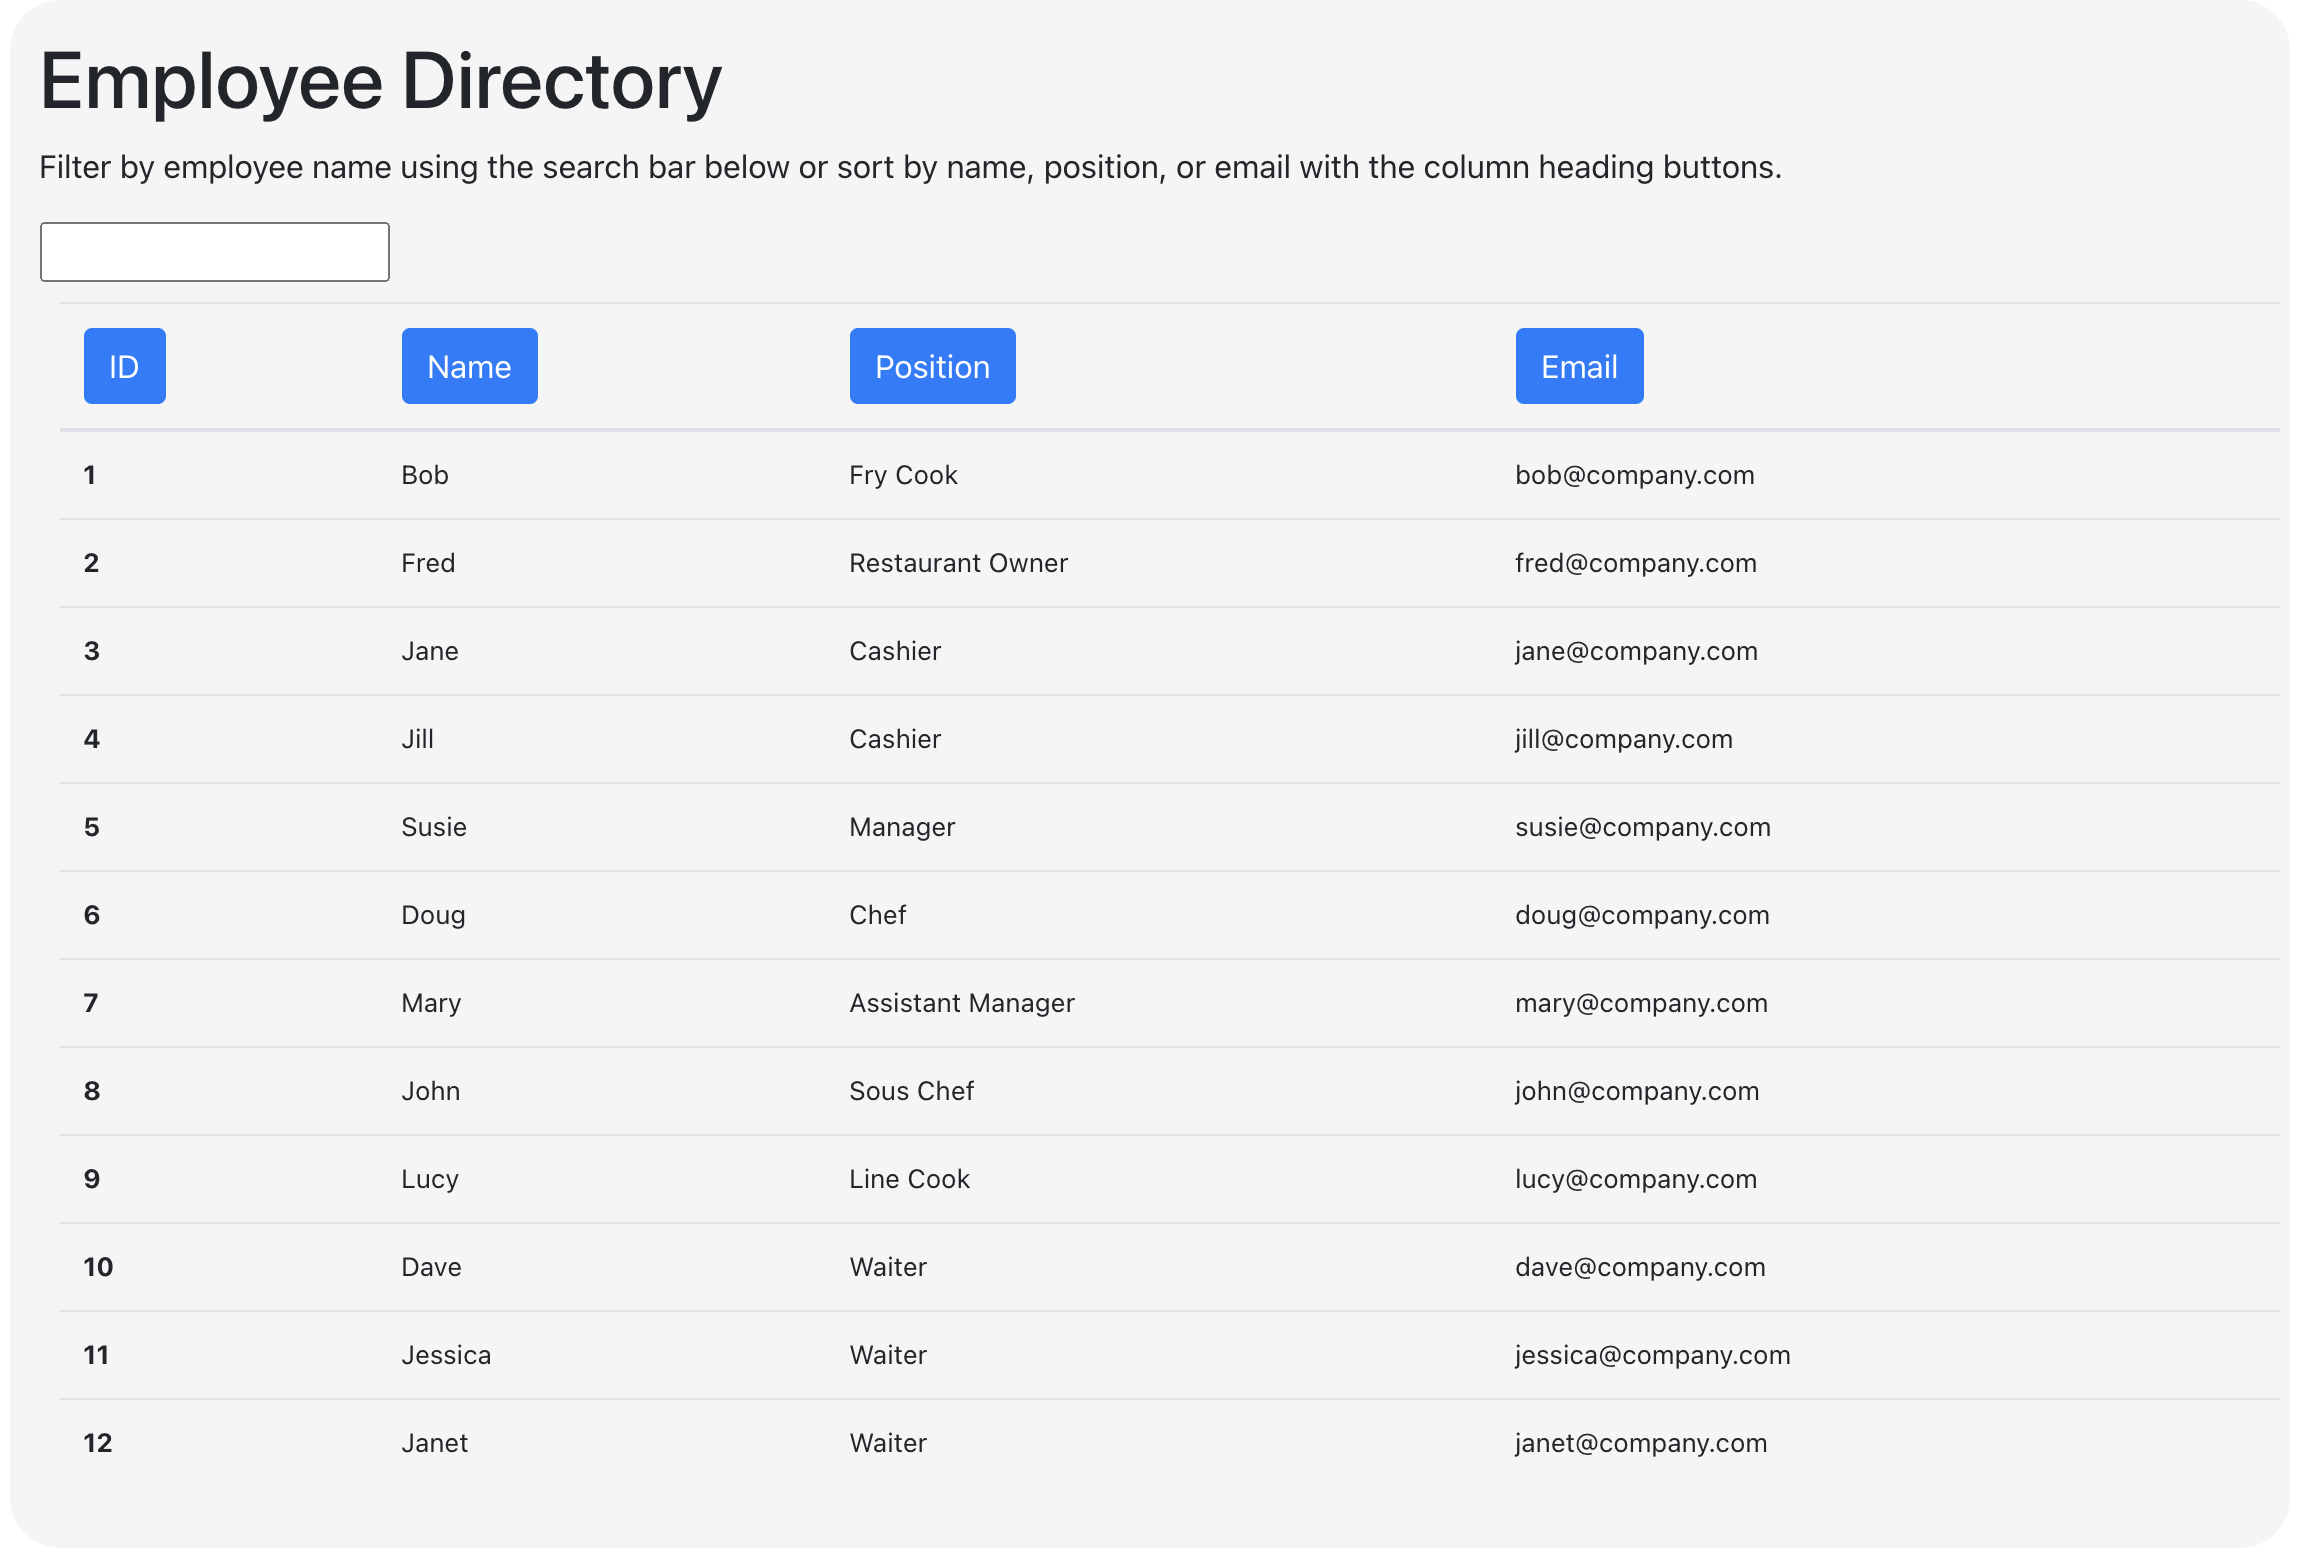 Employee Directory
Filter by employee name using the search bar below or sort by name, position, or email with the column heading buttons.
ID Name Position Email
1 Bob Fry Cook bob@company.com
2 Fred Restaurant Owner fred@company.com
3 Jane Cashier jane@company.com
4 Jill Cashier jill@company.com
5 Susie Manager susie@company.com
6 Doug Chef doug@company.com
7 Mary Assistant Manager mary@company.com
8 John Sous Chef john@company.com
9 Lucy Line Cook lucy@company.com
10 Dave Waiter dave@company.com
11 Jessica Waiter jessica@company.com
12 Janet Waiter janet@company.com